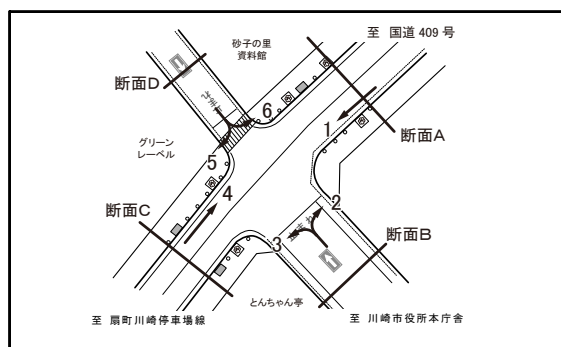 至 国道 409 号
砂子の里
資料館
断面D
6
1
断面A
グリーン
レーベル
5
4
2
断面C
3
断面B
とんちゃん亭
至 扇町川崎停車場線
至 川崎市役所本庁舎